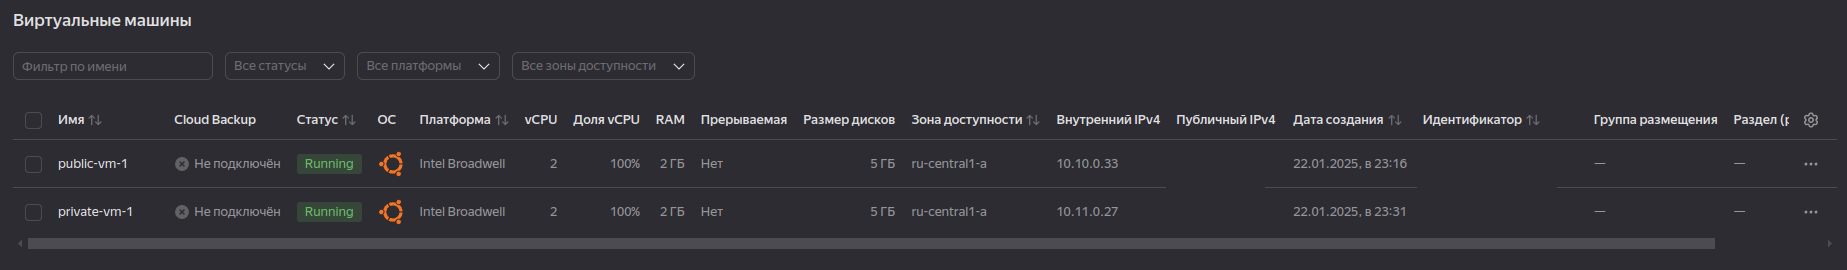 Виртуальные машины
Фильтр по имени Все статусы Все платформы Все зоны доступности
Имя Cloud Backup Статус ОС Платформа vCPU Доля vCPU RAM Прерываемая Размер дисков Зона доступности Внутренний IPv4 Публичный IPv4 Дата создания Идентификатор Группа размещения Раздел (
public-vm-1 Не подключён Running Intel Broadwell 2 100% 2 ГБ Нет 5 ГБ ru-central1-a 10.10.0.33 22.01.2025, в 23:16 — —
private-vm-1 Не подключён Running Intel Broadwell 2 100% 2 ГБ Нет 5 ГБ ru-central1-a 10.11.0.27 22.01.2025, в 23:31 — —